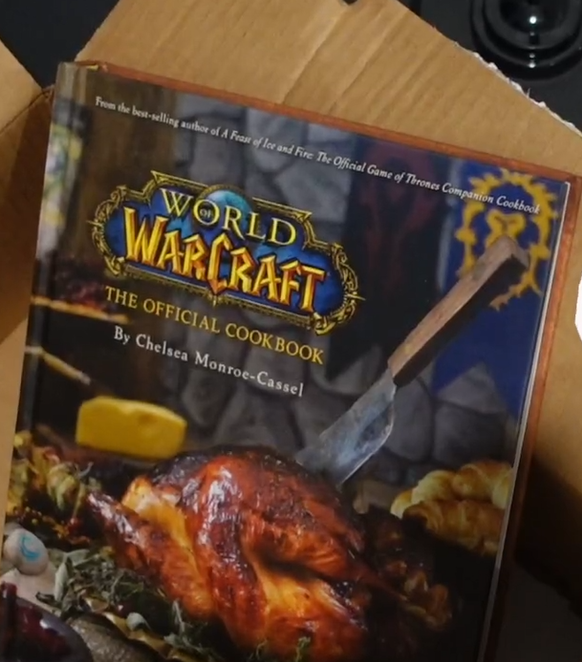 From the best-selling author of A Feast of Ice and Fire: The Official Game of Thrones Companion Cookbook
WORLD
OF
WARCRAFT
THE OFFICIAL COOKBOOK
By Chelsea Monroe-Cassel